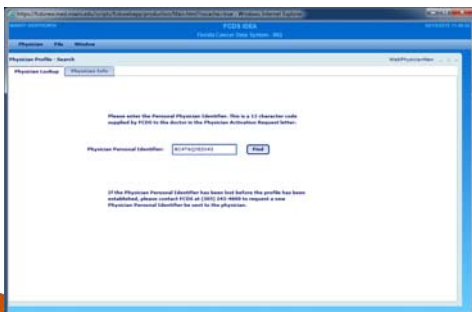 FCDS IDEA
Florida Cancer Data System
Physician File Window
Physician Profile - Search
Physician Lookup Physician Info
Please enter the Personal Physician Identifier. This is a 12 character code
supplied by FCDS to the doctor in the Physician Activation Request letter.
Physician Personal Identifier:
Find
If the Physician Personal Identifier has been lost before the profile has been
established, please contact FCDS at (305) 243-4600 to request a new
Physician Personal Identifier be sent to the physician.